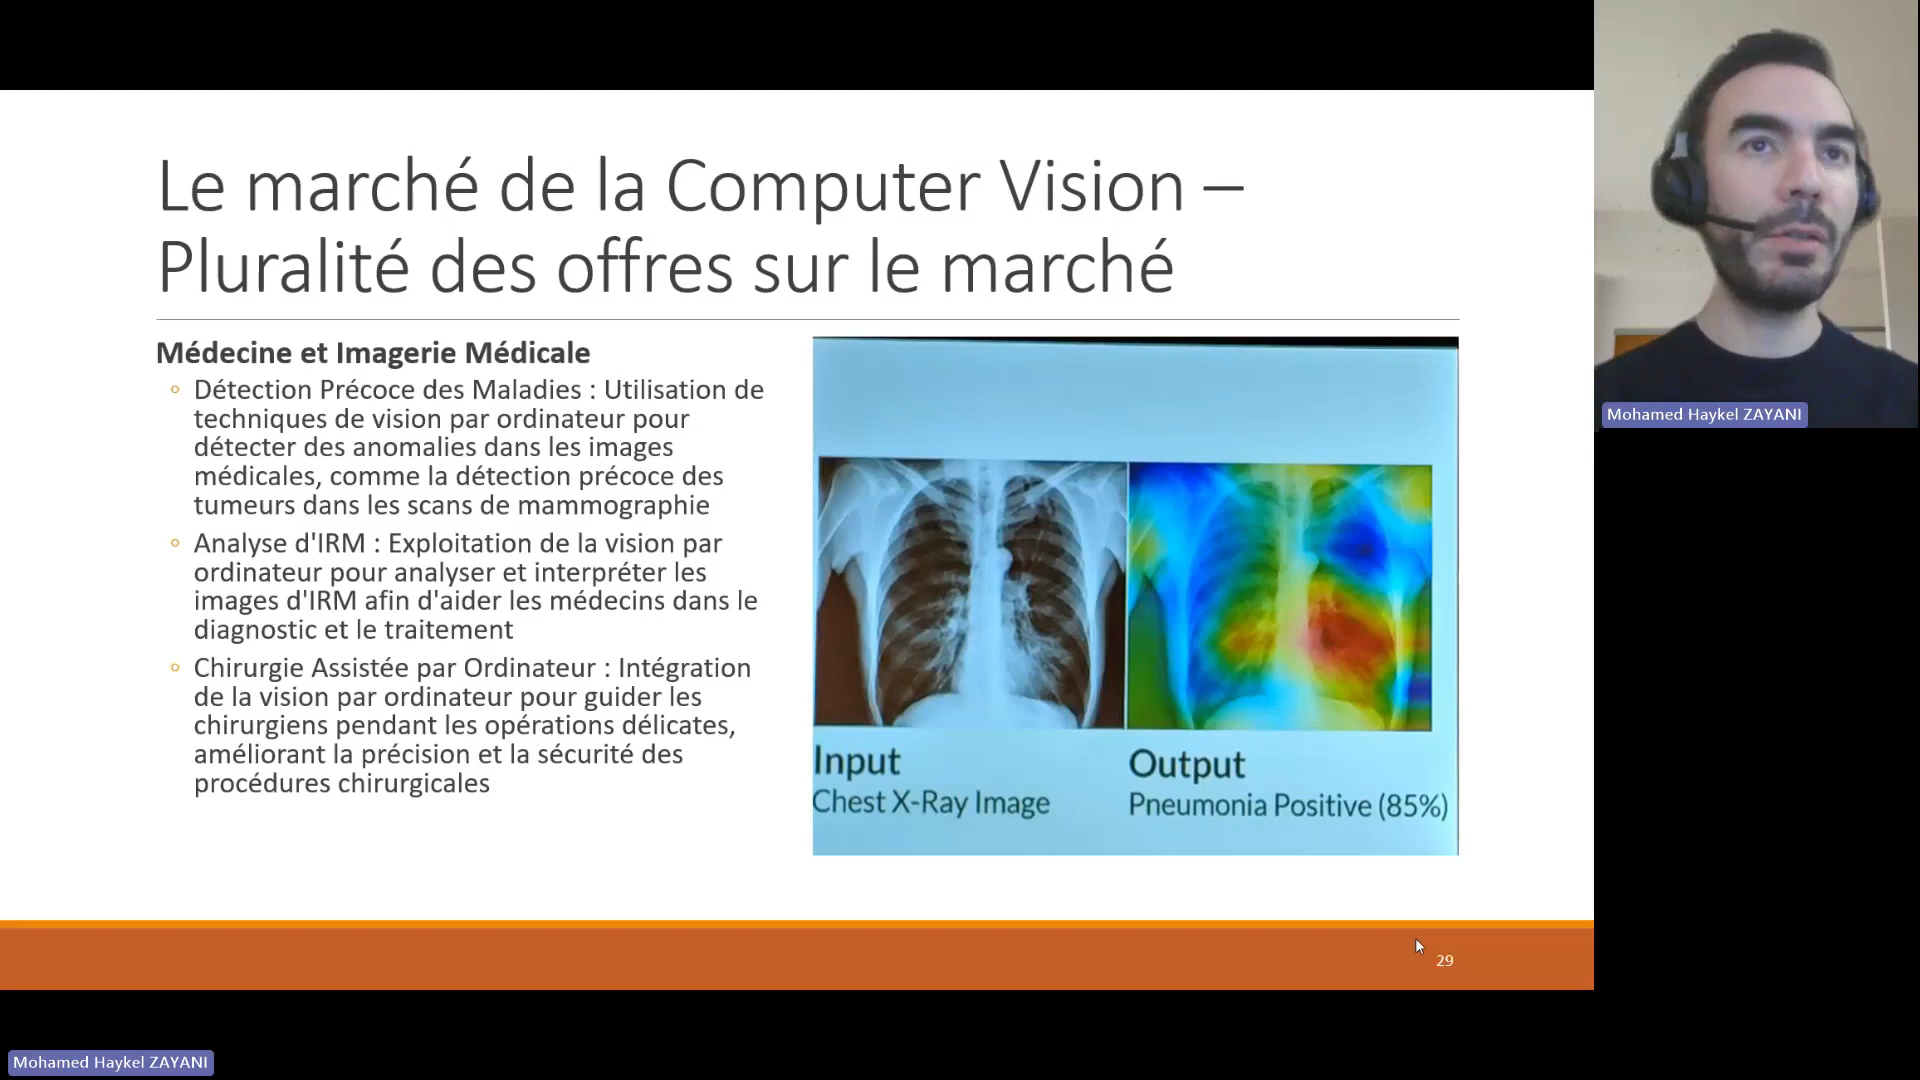 Le marché de la Computer Vision –
Pluralité des offres sur le marché
Médecine et Imagerie Médicale
◦ Détection Précoce des Maladies : Utilisation de
techniques de vision par ordinateur pour
détecter des anomalies dans les images
médicales, comme la détection précoce des
tumeurs dans les scans de mammographie
◦ Analyse d'IRM : Exploitation de la vision par
ordinateur pour analyser et interpréter les
images d'IRM afin d'aider les médecins dans le
diagnostic et le traitement
◦ Chirurgie Assistée par Ordinateur : Intégration
de la vision par ordinateur pour guider les
chirurgiens pendant les opérations délicates,
améliorant la précision et la sécurité des
procédures chirurgicales
Input
Chest X-Ray Image
Output
Pneumonia Positive (85%)
29
Mohamed Haykel ZAYANI
Mohamed Haykel ZAYANI